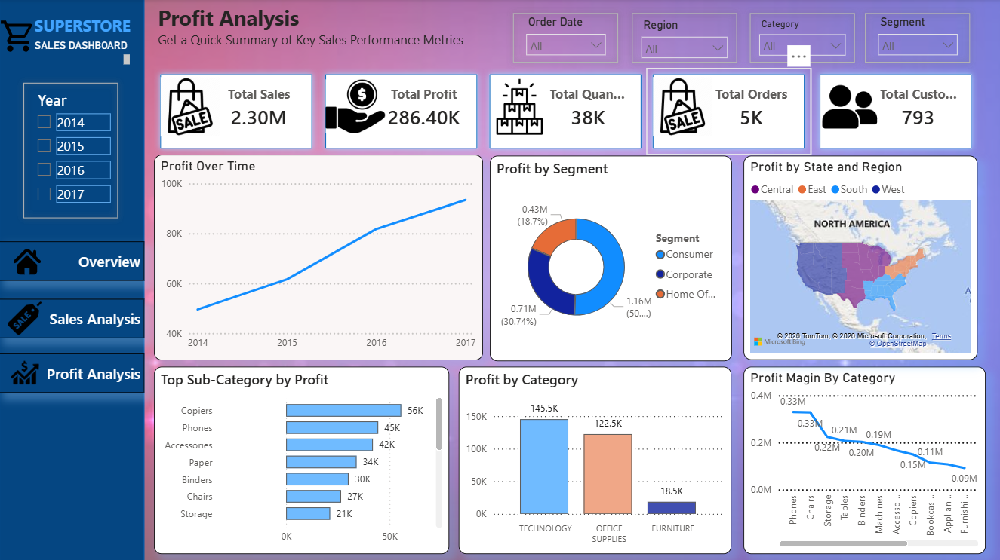 SUPERSTORE
SALES DASHBOARD
Year
2014
2015
2016
2017
Overview
Sales Analysis
Profit Analysis
Profit Analysis
Get a Quick Summary of Key Sales Performance Metrics
Order Date
All
Region
All
Category
All
Segment
All
SALE
Total Sales
2.30M
$
Total Profit
286.40K
Total Quan...
38K
SALE
Total Orders
5K
Total Custo...
793
Profit Over Time
100K
80K
60K
40K
2014 2015 2016 2017
Profit by Segment
0.43M
(18.7%)
0.71M
(30.74%)
1.16M
(50....)
Segment
Consumer
Corporate
Home Of...
Profit by State and Region
Central East South West
NORTH AMERICA
A
© 2026 TomTom, © 2026 Microsoft Corporation, Terms
Microsoft Bing
© OpenStreetMap
Top Sub-Category by Profit
Copiers 56K
Phones 45K
Accessories 42K
Paper 34K
Binders 30K
Chairs 27K
Storage 21K
0K 50K
Profit by Category
150K
100K
50K
0K
145.5K
122.5K
18.5K
TECHNOLOGY
OFFICE
SUPPLIES
FURNITURE
Profit Magin By Category
0.4M
0.2M
0.0M
0.33M
0.33M
0.22M
0.21M
0.20M
0.19M
0.15M
0.11M
0.09M
Phones
Chairs
Storage
Tables
Binders
Machines
Accesso...
Copiers
Bookcas...
Applian...
Furnishi...
SALE
$